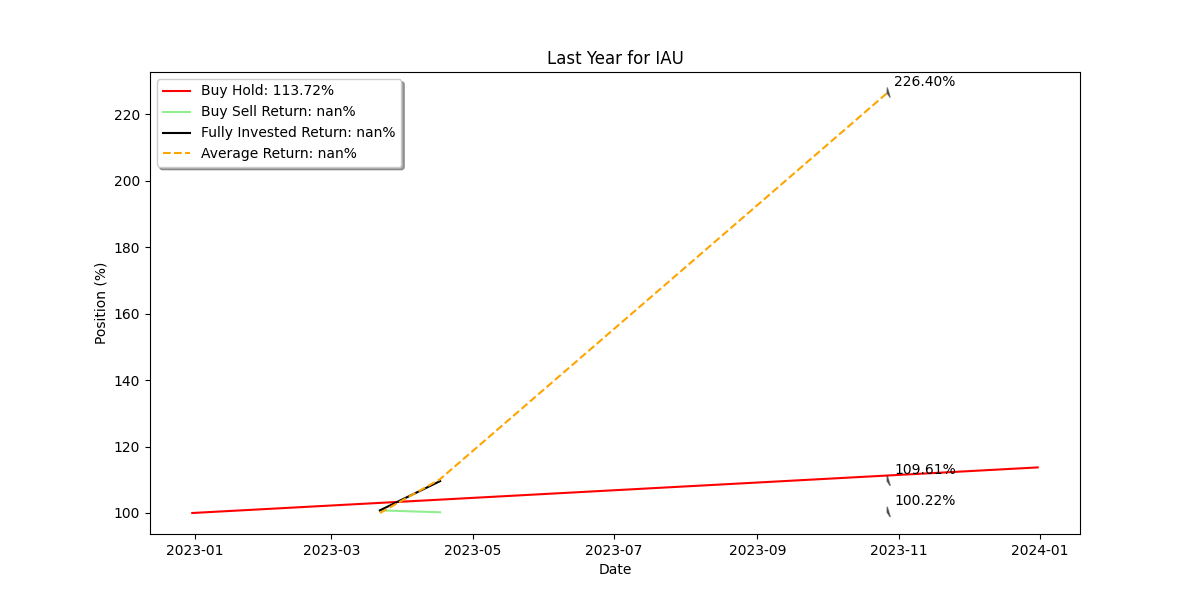 Last Year for IAU
226.40%
Buy Hold: 113.72%
Buy Sell Return: nan%
Fully Invested Return: nan%
Average Return: nan%
220
200
180
160
140
120
100
Position (%)
109.61%
100.22%
2023-01
2023-03
2023-05
2023-07
2023-09
2023-11
2024-01
Date